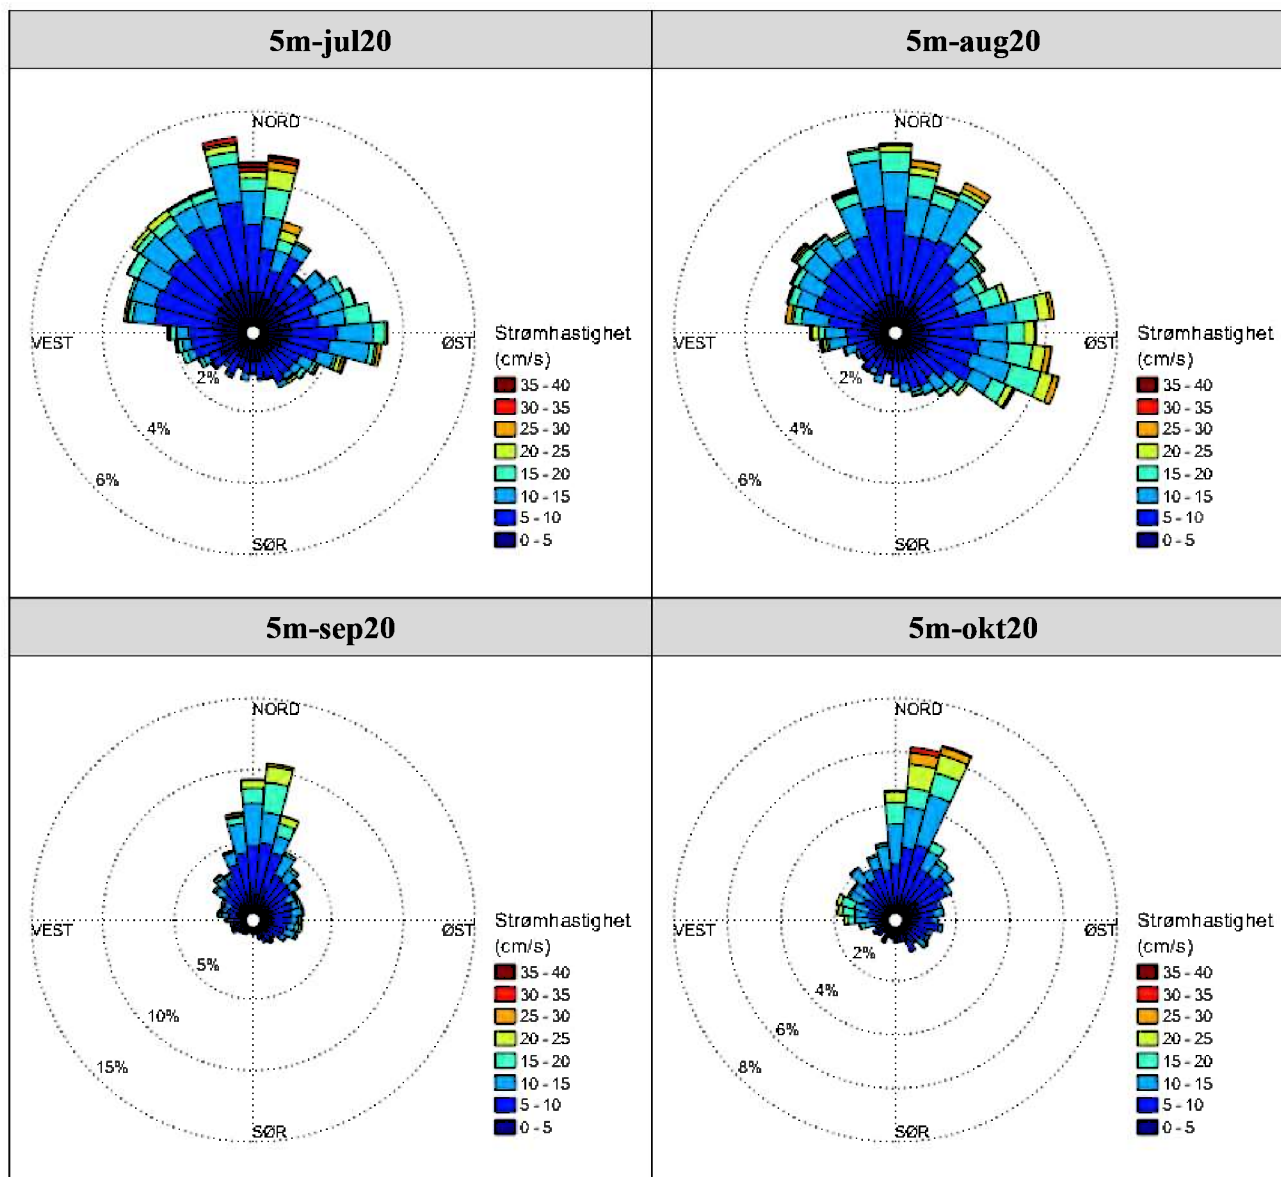 5m-jul20
5m-aug20
NORD
VEST
ØST
SØR
2%
4%
6%
Strømhastighet
(cm/s)
35 - 40
30 - 35
25 - 30
20 - 25
15 - 20
10 - 15
5 - 10
0 - 5
NORD
VEST
ØST
SØR
2%
4%
6%
Strømhastighet
(cm/s)
35 - 40
30 - 35
25 - 30
20 - 25
15 - 20
10 - 15
5 - 10
0 - 5
5m-sep20
5m-okt20
NORD
VEST
ØST
SØR
5%
10%
15%
Strømhastighet
(cm/s)
35 - 40
30 - 35
25 - 30
20 - 25
15 - 20
10 - 15
5 - 10
0 - 5
NORD
VEST
ØST
SØR
2%
4%
6%
8%
Strømhastighet
(cm/s)
35 - 40
30 - 35
25 - 30
20 - 25
15 - 20
10 - 15
5 - 10
0 - 5